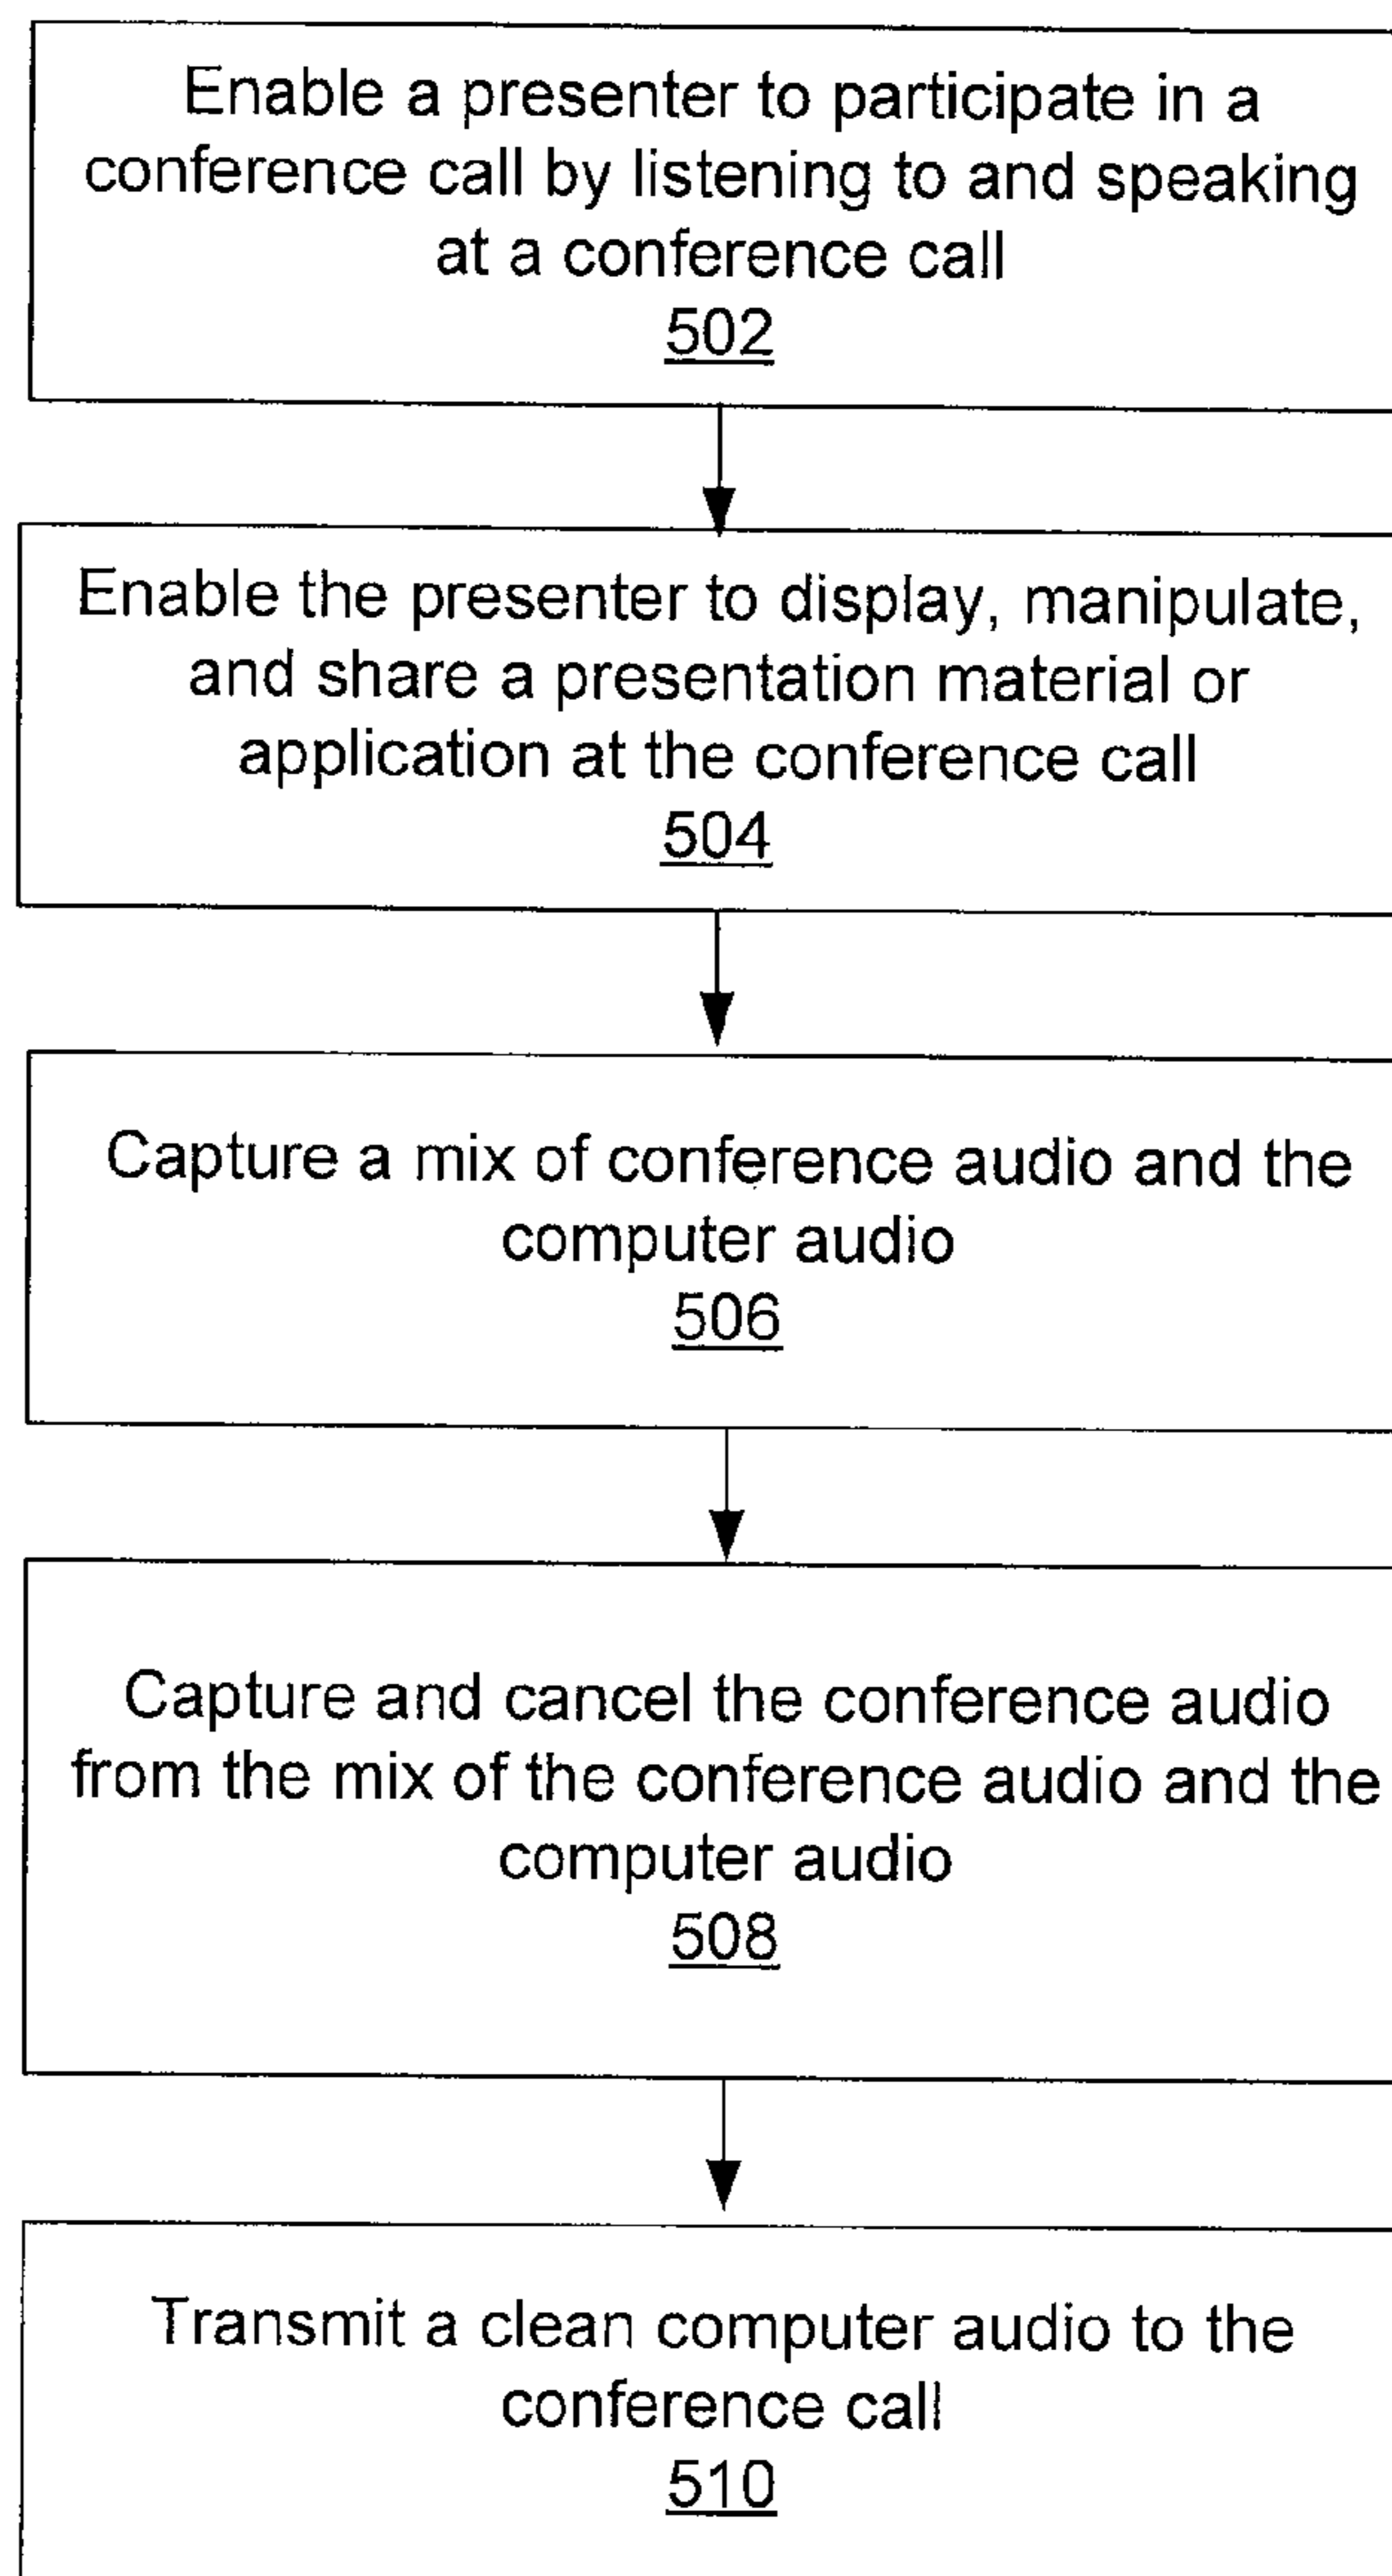 Enable a presenter to participate in a
conference call by listening to and speaking
at a conference call
502
Enable the presenter to display, manipulate,
and share a presentation material or
application at the conference call
504
Capture a mix of conference audio and the
computer audio
506
Capture and cancel the conference audio
from the mix of the conference audio and the
computer audio
508
Transmit a clean computer audio to the
conference call
510